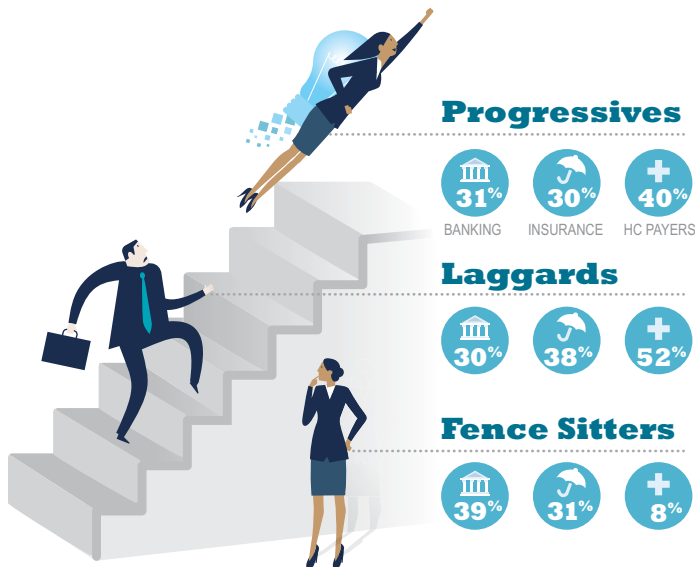 Progressives
31% 30% 40%
BANKING INSURANCE HC PAYERS
Laggards
30% 38% 52%
Fence Sitters
39% 31% 8%